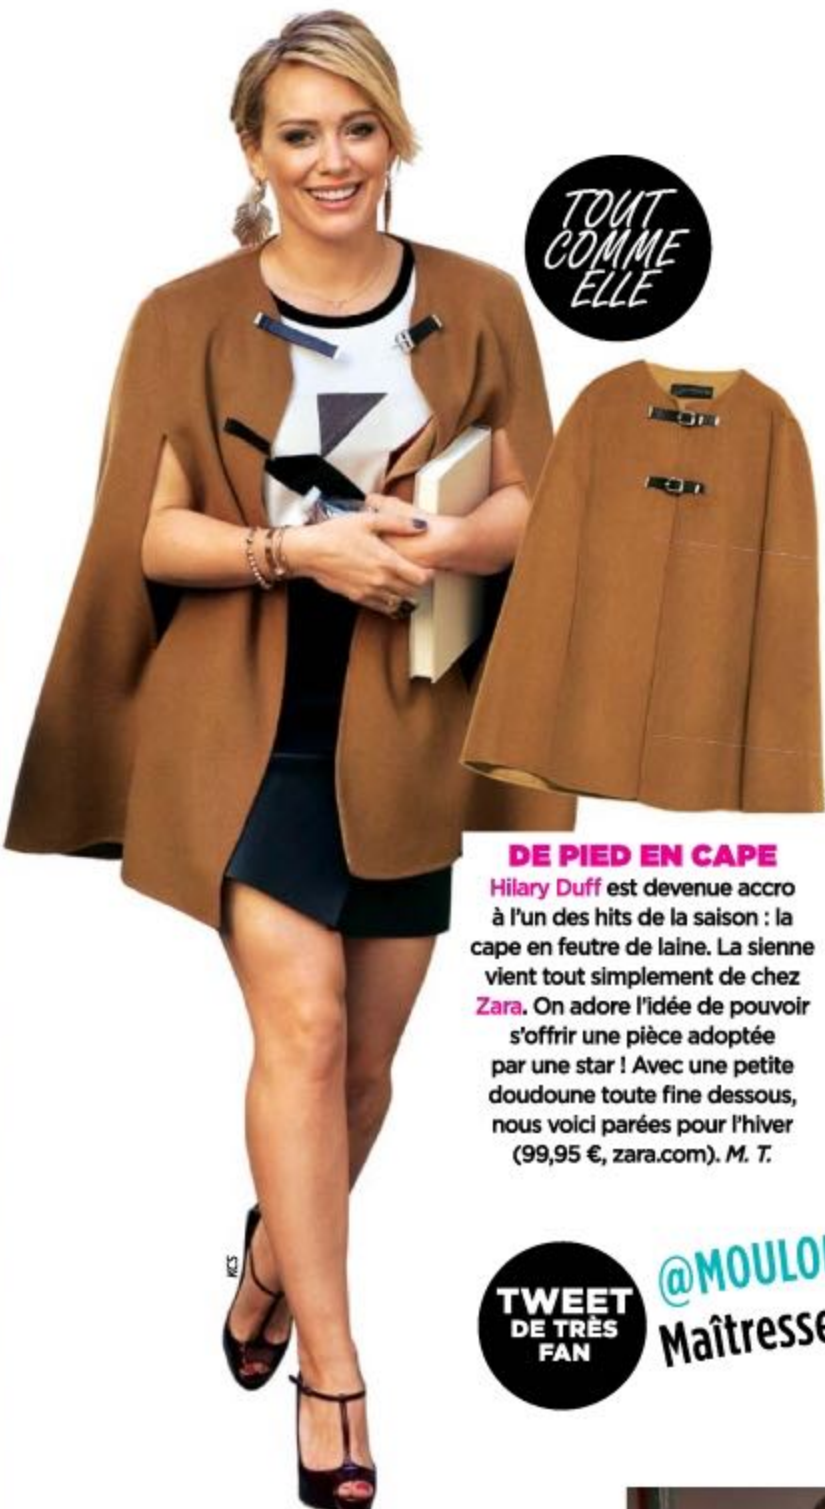 TOUT
COMME
ELLE
DE PIED EN CAPE
Hilary Duff est devenue accro
à l'un des hits de la saison : la
cape en feutre de laine. La sienne
vient tout simplement de chez
Zara. On adore l'idée de pouvoir
s'offrir une pièce adoptée
par une star ! Avec une petite
doudoune toute fine dessous,
nous voici parées pour l'hiver
(99,95 €, zara.com). M. T.
KCS
TWEET
DE TRÈS
FAN
Maîtresse